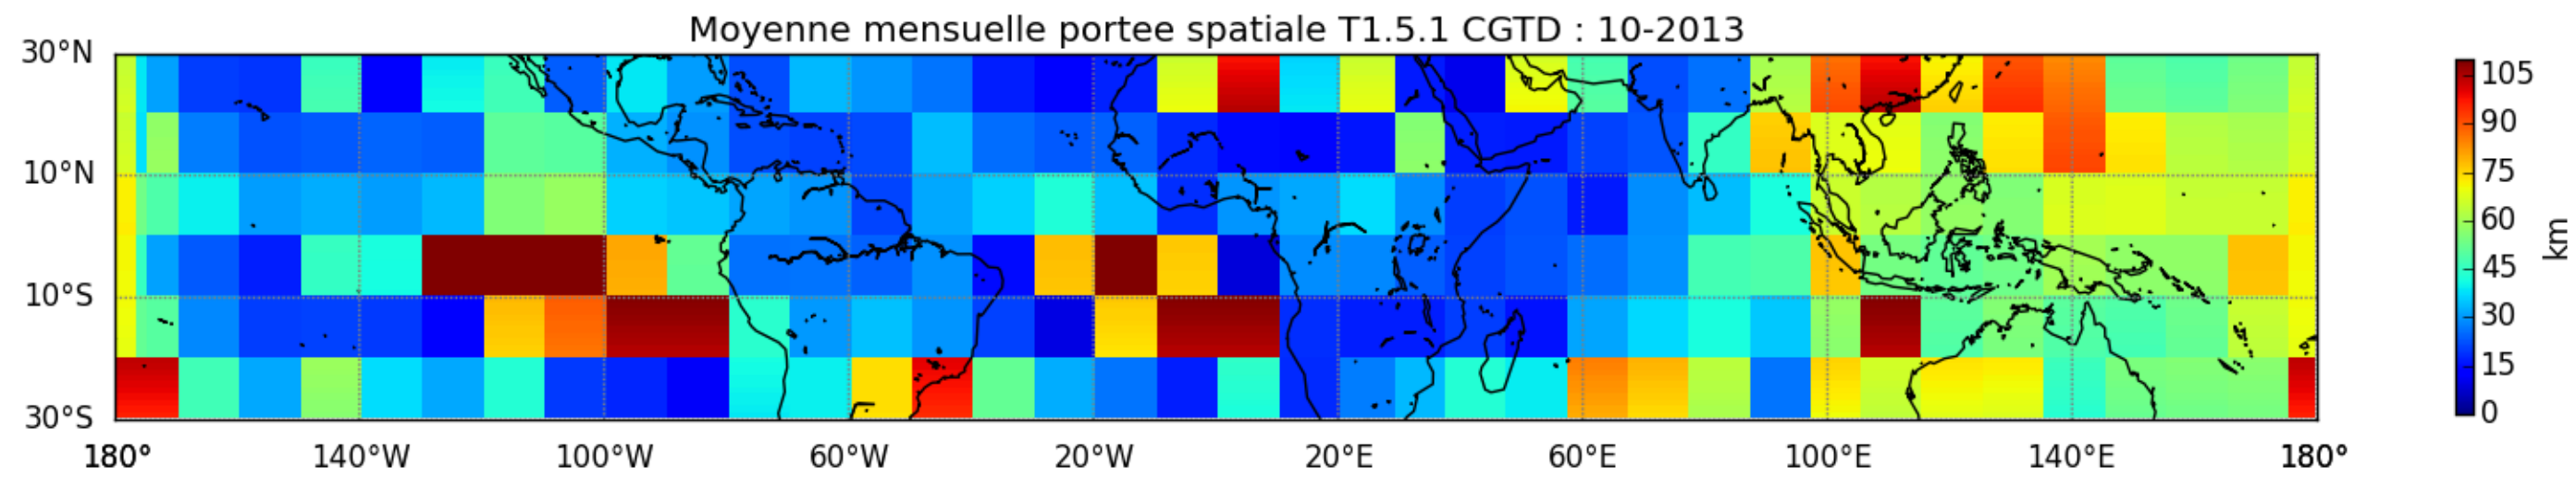 Moyenne mensuelle portee spatiale T1.5.1 CGTD : 10-2013
30°N
10°N
10°S
30°S
180° 140°W 100°W 60°W 20°W 20°E 60°E 100°E 140°E 180°
105
90
75
60
45
30
15
0
km